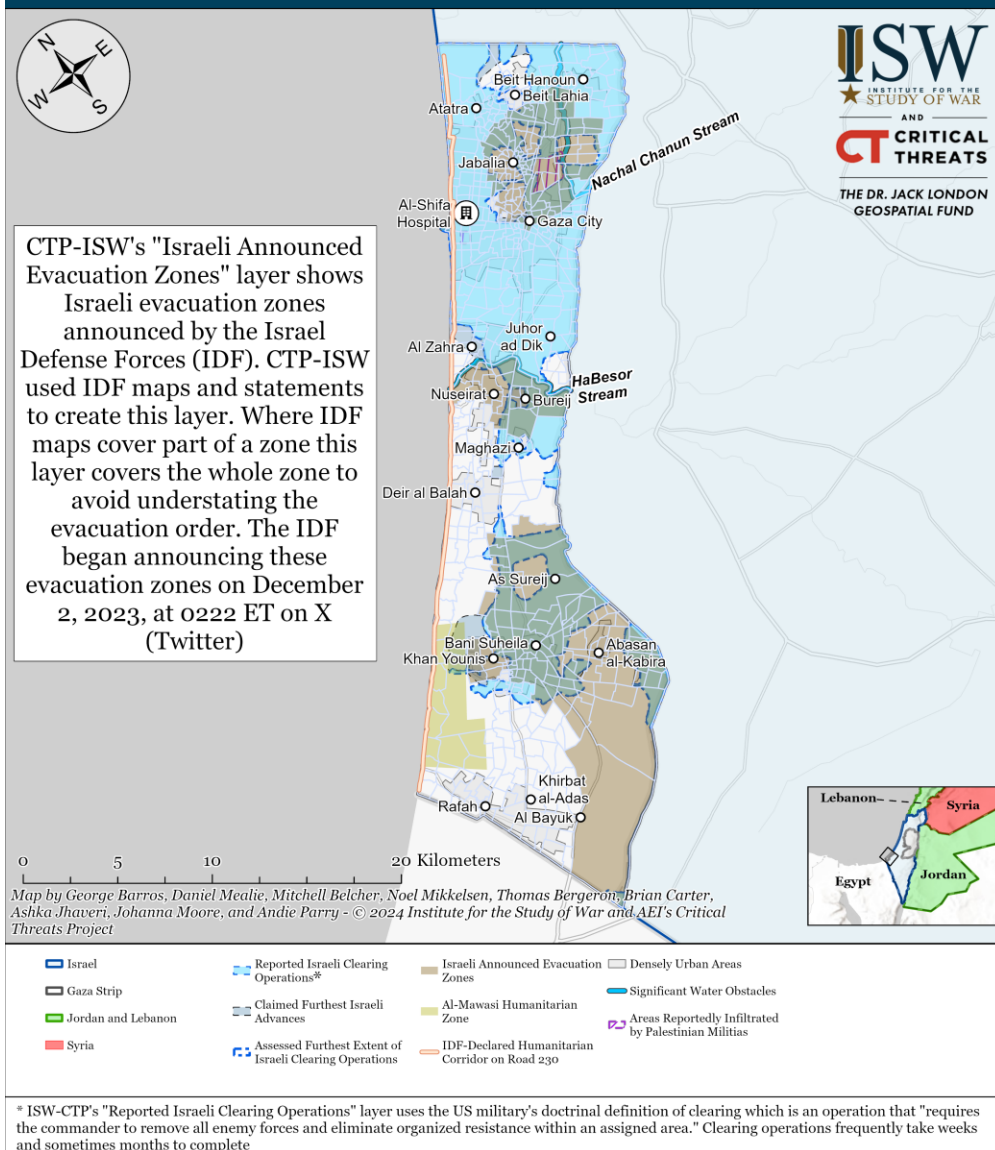 N
E
W
S
ISW
INSTITUTE FOR THE
STUDY OF WAR
AND
CT CRITICAL
THREATS
THE DR. JACK LONDON
GEOSPATIAL FUND
Beit Hanoun
Beit Lahia
Atatra
Nachal Chanun Stream
Jabalia
Al-Shifa
Hospital
Gaza City
CTP-ISW's "Israeli Announced
Evacuation Zones" layer shows
Israeli evacuation zones
announced by the Israel
Defense Forces (IDF). CTP-ISW
used IDF maps and statements
to create this layer. Where IDF
maps cover part of a zone this
layer covers the whole zone to
avoid understating the
evacuation order. The IDF
began announcing these
evacuation zones on December
2, 2023, at 0222 ET on X
(Twitter)
Juhor
ad Dik
Al Zahra
HaBesor
Stream
Nuseirat
Bureij
Maghazi
Deir al Balah
As Sureij
Bani Suheila
Abasan
al-Kabira
Khan Younis
Khirbat
al-Adas
Rafah
Al Bayuk
Lebanon
Syria
Egypt
Jordan
0 5 10 20 Kilometers
Map by George Barros, Daniel Mealie, Mitchell Belcher, Noel Mikkelsen, Thomas Bergeron, Brian Carter,
Ashka Jhaveri, Johanna Moore, and Andie Parry - © 2024 Institute for the Study of War and AEI's Critical
Threats Project
Israel
Gaza Strip
Jordan and Lebanon
Syria
Reported Israeli Clearing
Operations*
Claimed Furthest Israeli
Advances
Assessed Furthest Extent of
Israeli Clearing Operations
Israeli Announced Evacuation
Zones
Al-Mawasi Humanitarian
Zone
IDF-Declared Humanitarian
Corridor on Road 230
Densely Urban Areas
Significant Water Obstacles
Areas Reportedly Infiltrated
by Palestinian Militias
* ISW-CTP's "Reported Israeli Clearing Operations" layer uses the US military's doctrinal definition of clearing which is an operation that "requires
the commander to remove all enemy forces and eliminate organized resistance within an assigned area." Clearing operations frequently take weeks
and sometimes months to complete